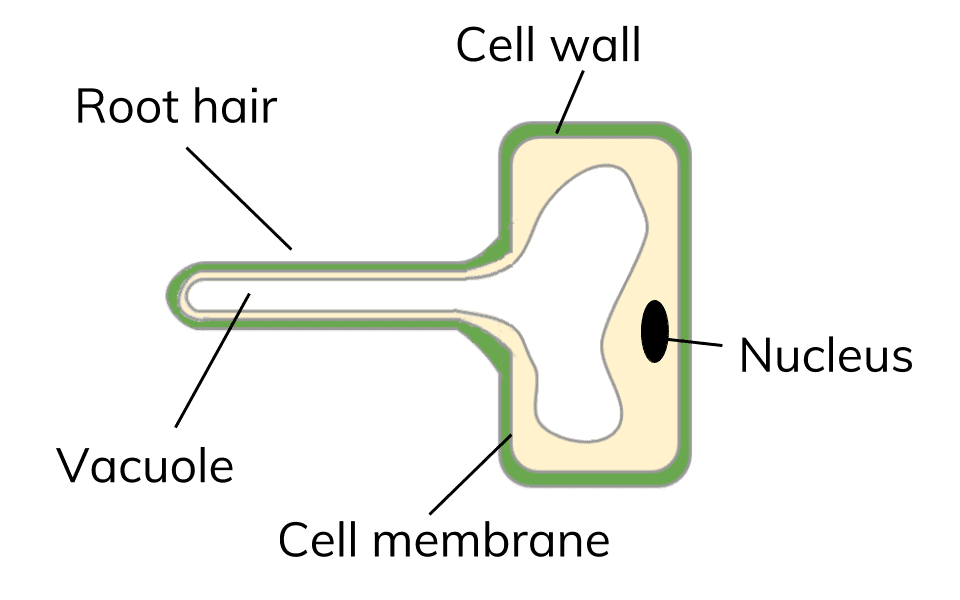 Cell wall
Root hair
Nucleus
Vacuole
Cell membrane